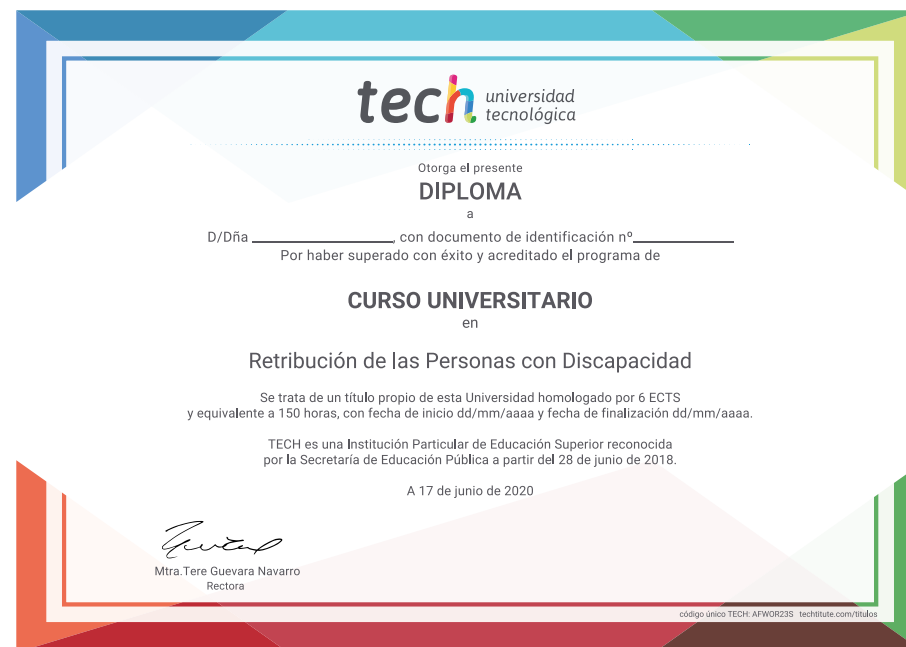 tech universidad
tecnológica
Otorga el presente
DIPLOMA
a
D/Dña ____________________, con documento de identificación nº______________
Por haber superado con éxito y acreditado el programa de
CURSO UNIVERSITARIO
en
Retribución de las Personas con Discapacidad
Se trata de un título propio de esta Universidad homologado por 6 ECTS
y equivalente a 150 horas, con fecha de inicio dd/mm/aaaa y fecha de finalización dd/mm/aaaa.
TECH es una Institución Particular de Educación Superior reconocida
por la Secretaría de Educación Pública a partir del 28 de junio de 2018.
A 17 de junio de 2020
Mtra.Tere Guevara Navarro
Rectora
código único TECH: AFWOR23S techtitute.com/titulos